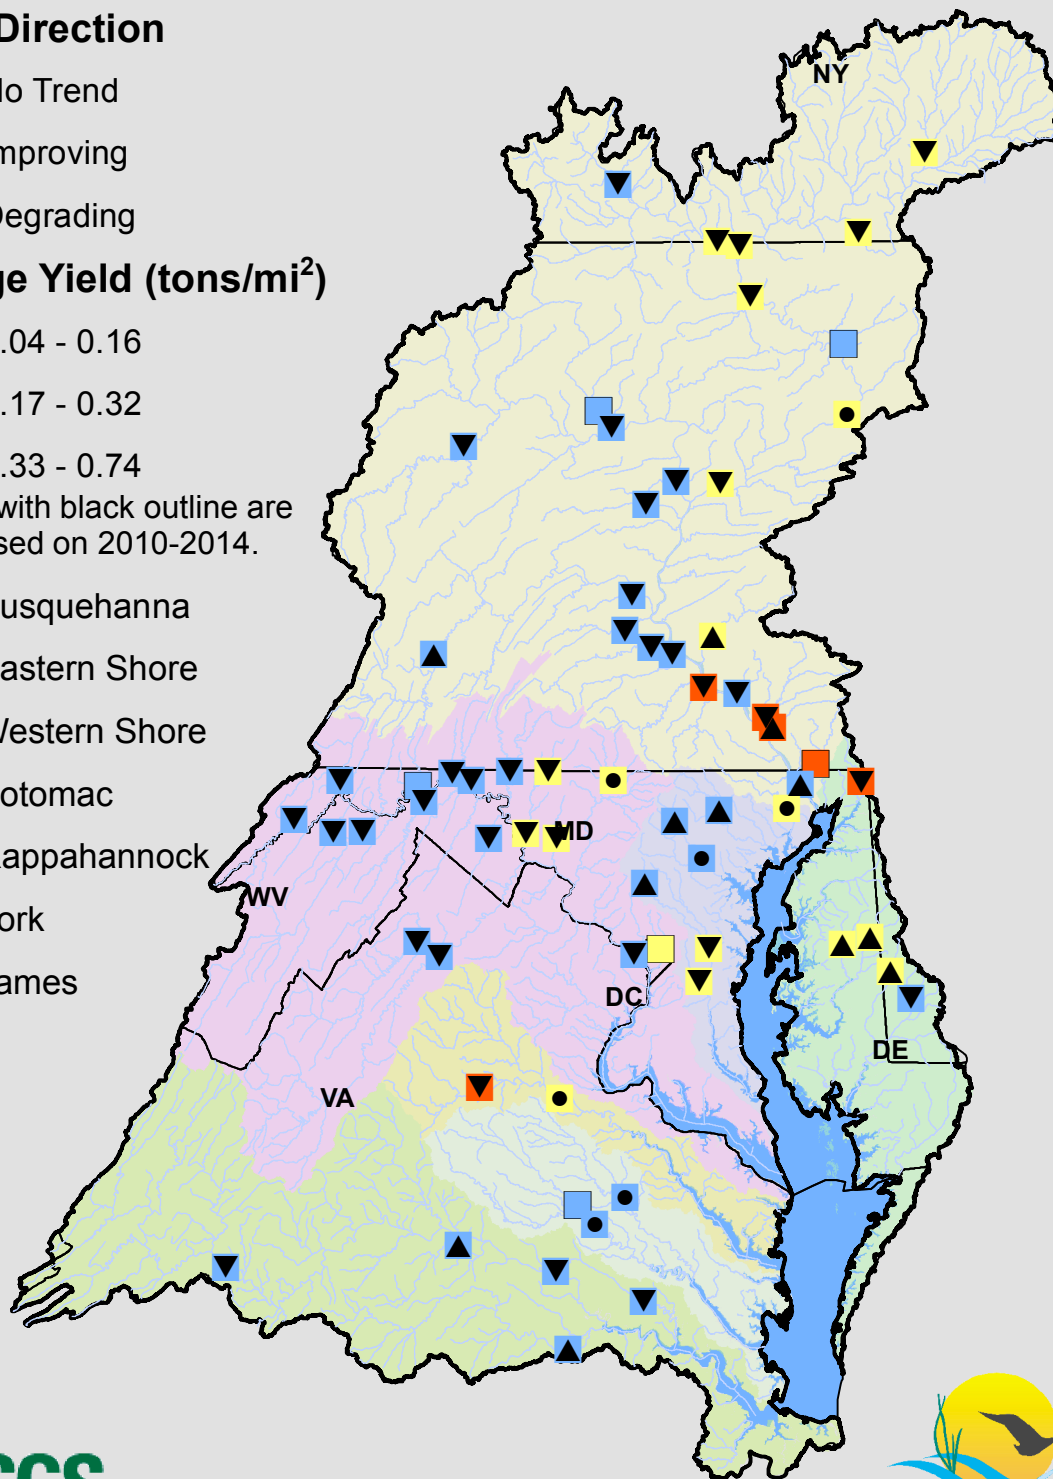 Direction
No Trend
mproving
Degrading
ge Yield (tons/mi²)
.04 - 0.16
.17 - 0.32
.33 - 0.74
with black outline are
sed on 2010-2014.
usquehanna
astern Shore
Western Shore
otomac
appahannock
ork
ames
NY
MD
WV
DC
DE
VA